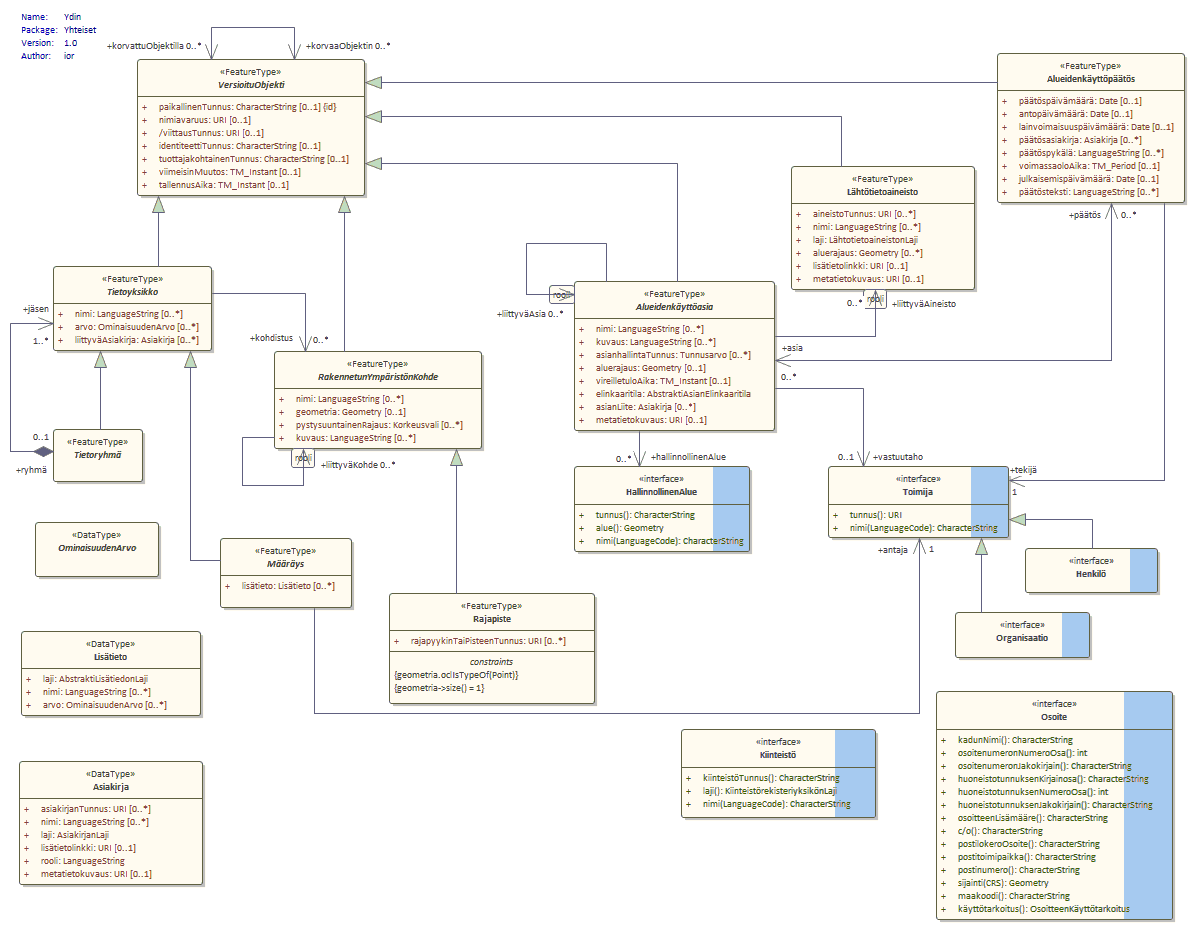 Name: Ydin
Package: Yhteiset
Version: 1.0
Author: ior
+korvattuObjektilla 0..*
+korvaaObjektin 0..*
«FeatureType»
VersioituObjekti
+ paikallinenTunnus: CharacterString [0..1] {id}
+ nimiavaruus: URI [0..1]
+ /viittausTunnus: URI [0..1]
+ identiteettiTunnus: CharacterString [0..1]
+ tuottajakohtainenTunnus: CharacterString [0..1]
+ viimeisinMuutos: TM_Instant [0..1]
+ tallennusAika: TM_Instant [0..1]
«FeatureType»
Alueidenkäyttöpäätös
+ päätöspäivämäärä: Date [0..1]
+ antopäivämäärä: Date [0..1]
+ lainvoimaisuuspäivämäärä: Date [0..1]
+ päätösasiakirja: Asiakirja [0..*]
+ päätöspykälä: LanguageString [0..*]
+ voimassaoloAika: TM_Period [0..1]
+ julkaisemispäivämäärä: Date [0..1]
+ päätösteksti: LanguageString [0..*]
+päätös 0..*
«FeatureType»
Lähtötietoaineisto
+ aineistoTunnus: URI [0..*]
+ nimi: LanguageString [0..*]
+ laji: LähtötietoaineistonLaji
+ aluerajaus: Geometry [0..*]
+ lisätietolinkki: URI [0..1]
+ metatietokuvaus: URI [0..1]
0..* rooli +liittyväAineisto
«FeatureType»
Tietoyksikko
+ nimi: LanguageString [0..*]
+ arvo: OminaisuudenArvo [0..*]
+ liittyväAsiakirja: Asiakirja [0..*]
+jäsen
1..*
+kohdistus 0..*
rooli
+liittyväAsia 0..*
«FeatureType»
Alueidenkäyttöasia
+ nimi: LanguageString [0..*]
+ kuvaus: LanguageString [0..*]
+ asianhallintaTunnus: Tunnusarvo [0..*]
+ aluerajaus: Geometry [0..1]
+ vireilletuloAika: TM_Instant [0..1]
+ elinkaaritila: AbstraktiAsianElinkaaritila
+ asianLiite: Asiakirja [0..*]
+ metatietokuvaus: URI [0..1]
+asia
0..*
«FeatureType»
RakennetunYmpäristönKohde
+ nimi: LanguageString [0..*]
+ geometria: Geometry [0..1]
+ pystysuuntainenRajaus: Korkeusvali [0..*]
+ kuvaus: LanguageString [0..*]
rooli
+liittyväKohde 0..*
0..1
+ryhmä
«FeatureType»
Tietoryhmä
0..* +hallinnollinenAlue
«interface»
HallinnollinenAlue
+ tunnus(): CharacterString
+ alue(): Geometry
+ nimi(LanguageCode): CharacterString
0..1 +vastuutaho
«interface»
Toimija
+ tunnus(): URI
+ nimi(LanguageCode): CharacterString
+tekijä
1
+antaja 1
«interface»
Henkilö
«interface»
Organisaatio
«DataType»
OminaisuudenArvo
«FeatureType»
Määräys
+ lisätieto: Lisätieto [0..*]
«FeatureType»
Rajapiste
+ rajapyykinTaiPisteenTunnus: URI [0..*]
constraints
{geometria.oclIsTypeOf(Point)}
{geometria->size() = 1}
«DataType»
Lisätieto
+ laji: AbstraktiLisätiedonLaji
+ nimi: LanguageString [0..*]
+ arvo: OminaisuudenArvo [0..*]
«DataType»
Asiakirja
+ asiakirjanTunnus: URI [0..*]
+ nimi: LanguageString [0..*]
+ laji: AsiakirjanLaji
+ lisätietolinkki: URI [0..1]
+ rooli: LanguageString
+ metatietokuvaus: URI [0..1]
«interface»
Kiinteistö
+ kiinteistöTunnus(): CharacterString
+ laji(): KiinteistörekisteriyksikönLaji
+ nimi(LanguageCode): CharacterString
«interface»
Osoite
+ kadunNimi(): CharacterString
+ osoitenumeronNumeroOsa(): int
+ osoitenumeronJakokirjain(): CharacterString
+ huoneistotunnuksenKirjainosa(): CharacterString
+ huoneistotunnuksenNumeroOsa(): int
+ huoneistotunnuksenJakokirjain(): CharacterString
+ osoitteenLisämääre(): CharacterString
+ c/o(): CharacterString
+ postilokeroOsoite(): CharacterString
+ postitoimipaikka(): CharacterString
+ postinumero(): CharacterString
+ sijainti(CRS): Geometry
+ maakoodi(): CharacterString
+ käyttötarkoitus(): OsoitteenKäyttötarkoitus